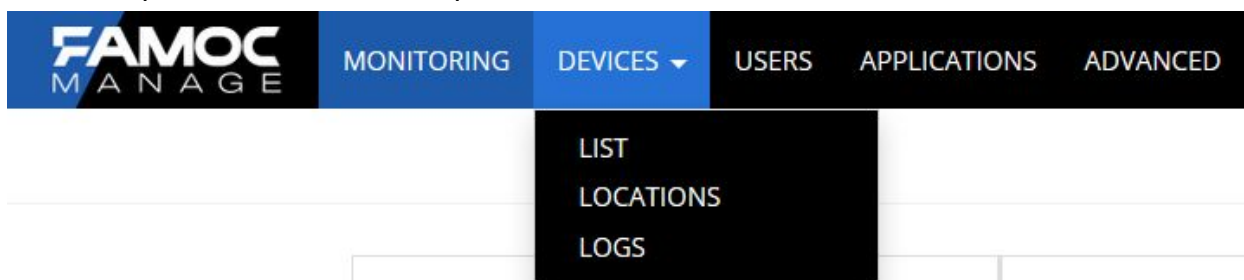 FAMOC
MANAGE
MONITORING DEVICES USERS APPLICATIONS ADVANCED
LIST
LOCATIONS
LOGS